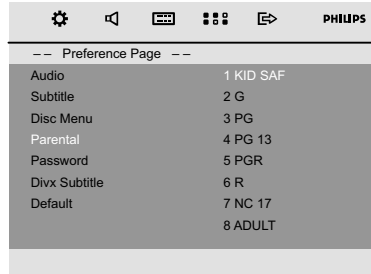 PHILIPS
-- Preference Page --
Audio 1 KID SAF
Subtitle 2 G
Disc Menu 3 PG
Parental 4 PG 13
Password 5 PGR
Divx Subtitle 6 R
Default 7 NC 17
8 ADULT